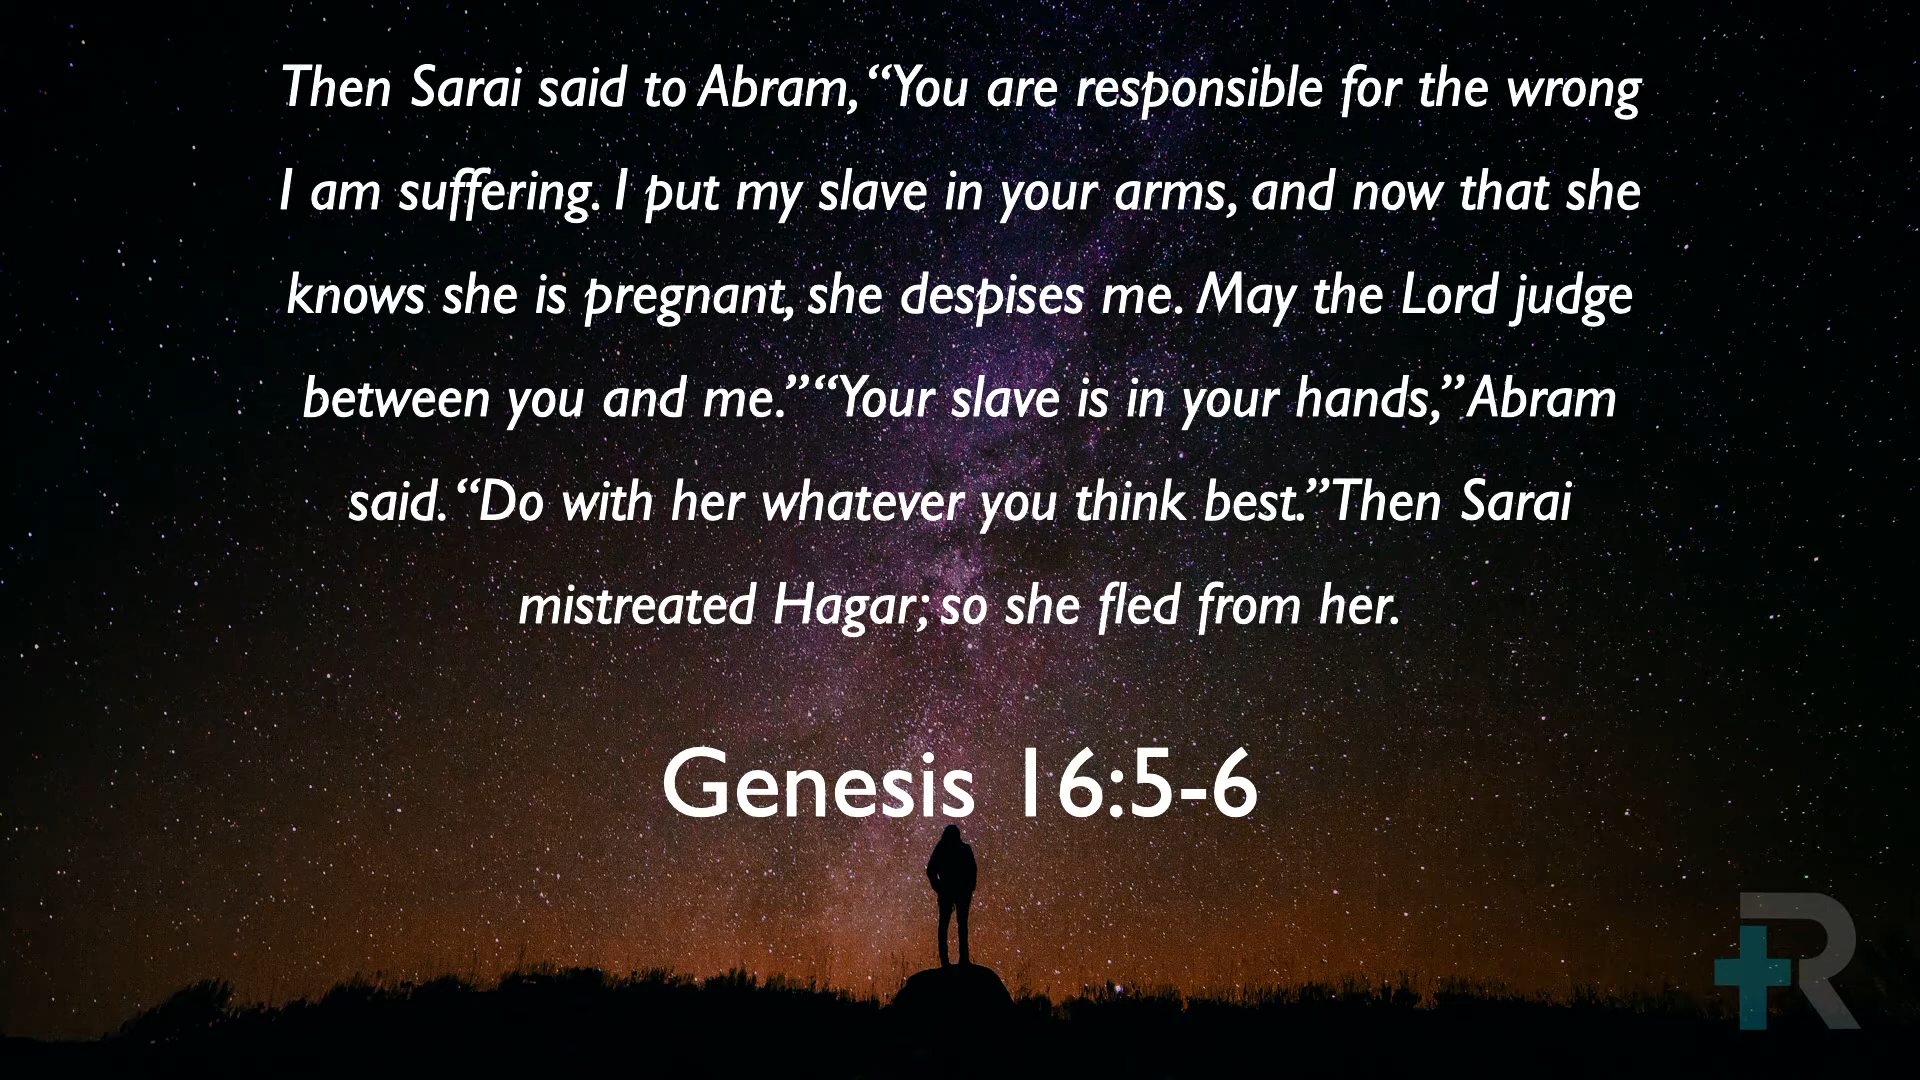 Then Sarai said to Abram, “You are responsible for the wrong
I am suffering. I put my slave in your arms, and now that she
knows she is pregnant, she despises me. May the Lord judge
between you and me.” “Your slave is in your hands,” Abram
said. “Do with her whatever you think best.” Then Sarai
mistreated Hagar; so she fled from her.
Genesis 16:5-6
R